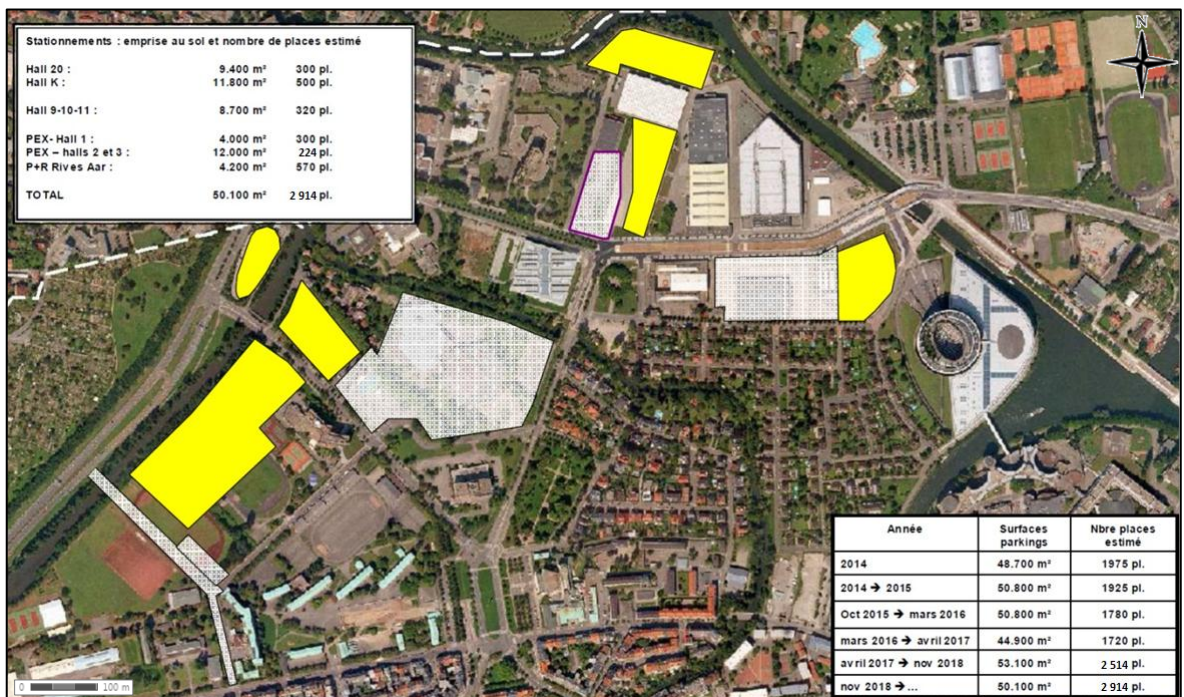 Stationnements : emprise au sol et nombre de places estimé
Hall 20 : 9.400 m² 300 pl.
Hall K : 11.800 m² 500 pl.
Hall 9-10-11 : 8.700 m² 320 pl.
PEX- Hall 1 : 4.000 m² 300 pl.
PEX – halls 2 et 3 : 12.000 m² 224 pl.
P+R Rives Aar : 4.200 m² 570 pl.
TOTAL 50.100 m² 2 914 pl.
N
Année Surfaces parkings Nbre places estimé
2014 48.700 m² 1975 pl.
2014 → 2015 50.800 m² 1925 pl.
Oct 2015 → mars 2016 50.800 m² 1780 pl.
mars 2016 → avril 2017 44.900 m² 1720 pl.
avril 2017 → nov 2018 53.100 m² 2 514 pl.
nov 2018 → ... 50.100 m² 2 914 pl.
0 100 m